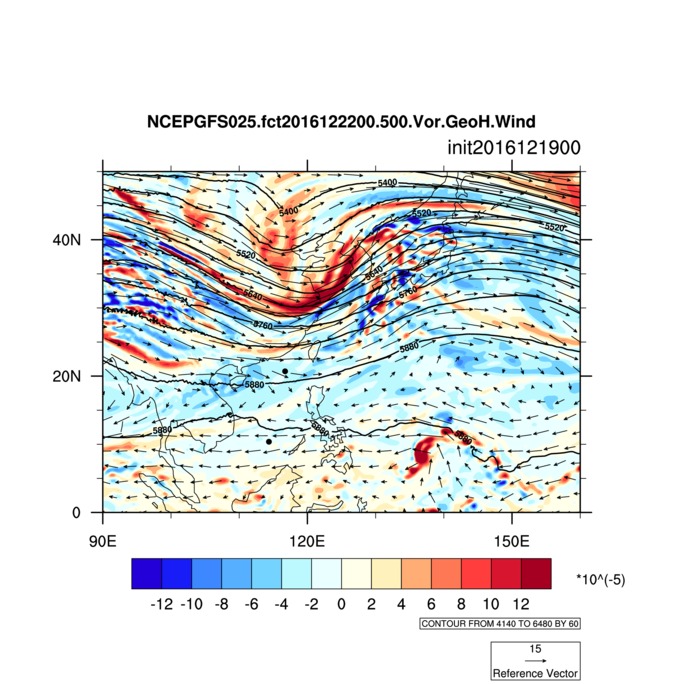 NCEPGFS025.fct2016122200.500.Vor.GeoH.Wind
init2016121900
5400
5400
5520
5520
5520
40N
5640
5640
5760
5760
5880
20N
5880
5880
5880
5880
0
90E 120E 150E
-12 -10 -8 -6 -4 -2 0 2 4 6 8 10 12
*10^(-5)
CONTOUR FROM 4140 TO 6480 BY 60
15
Reference Vector